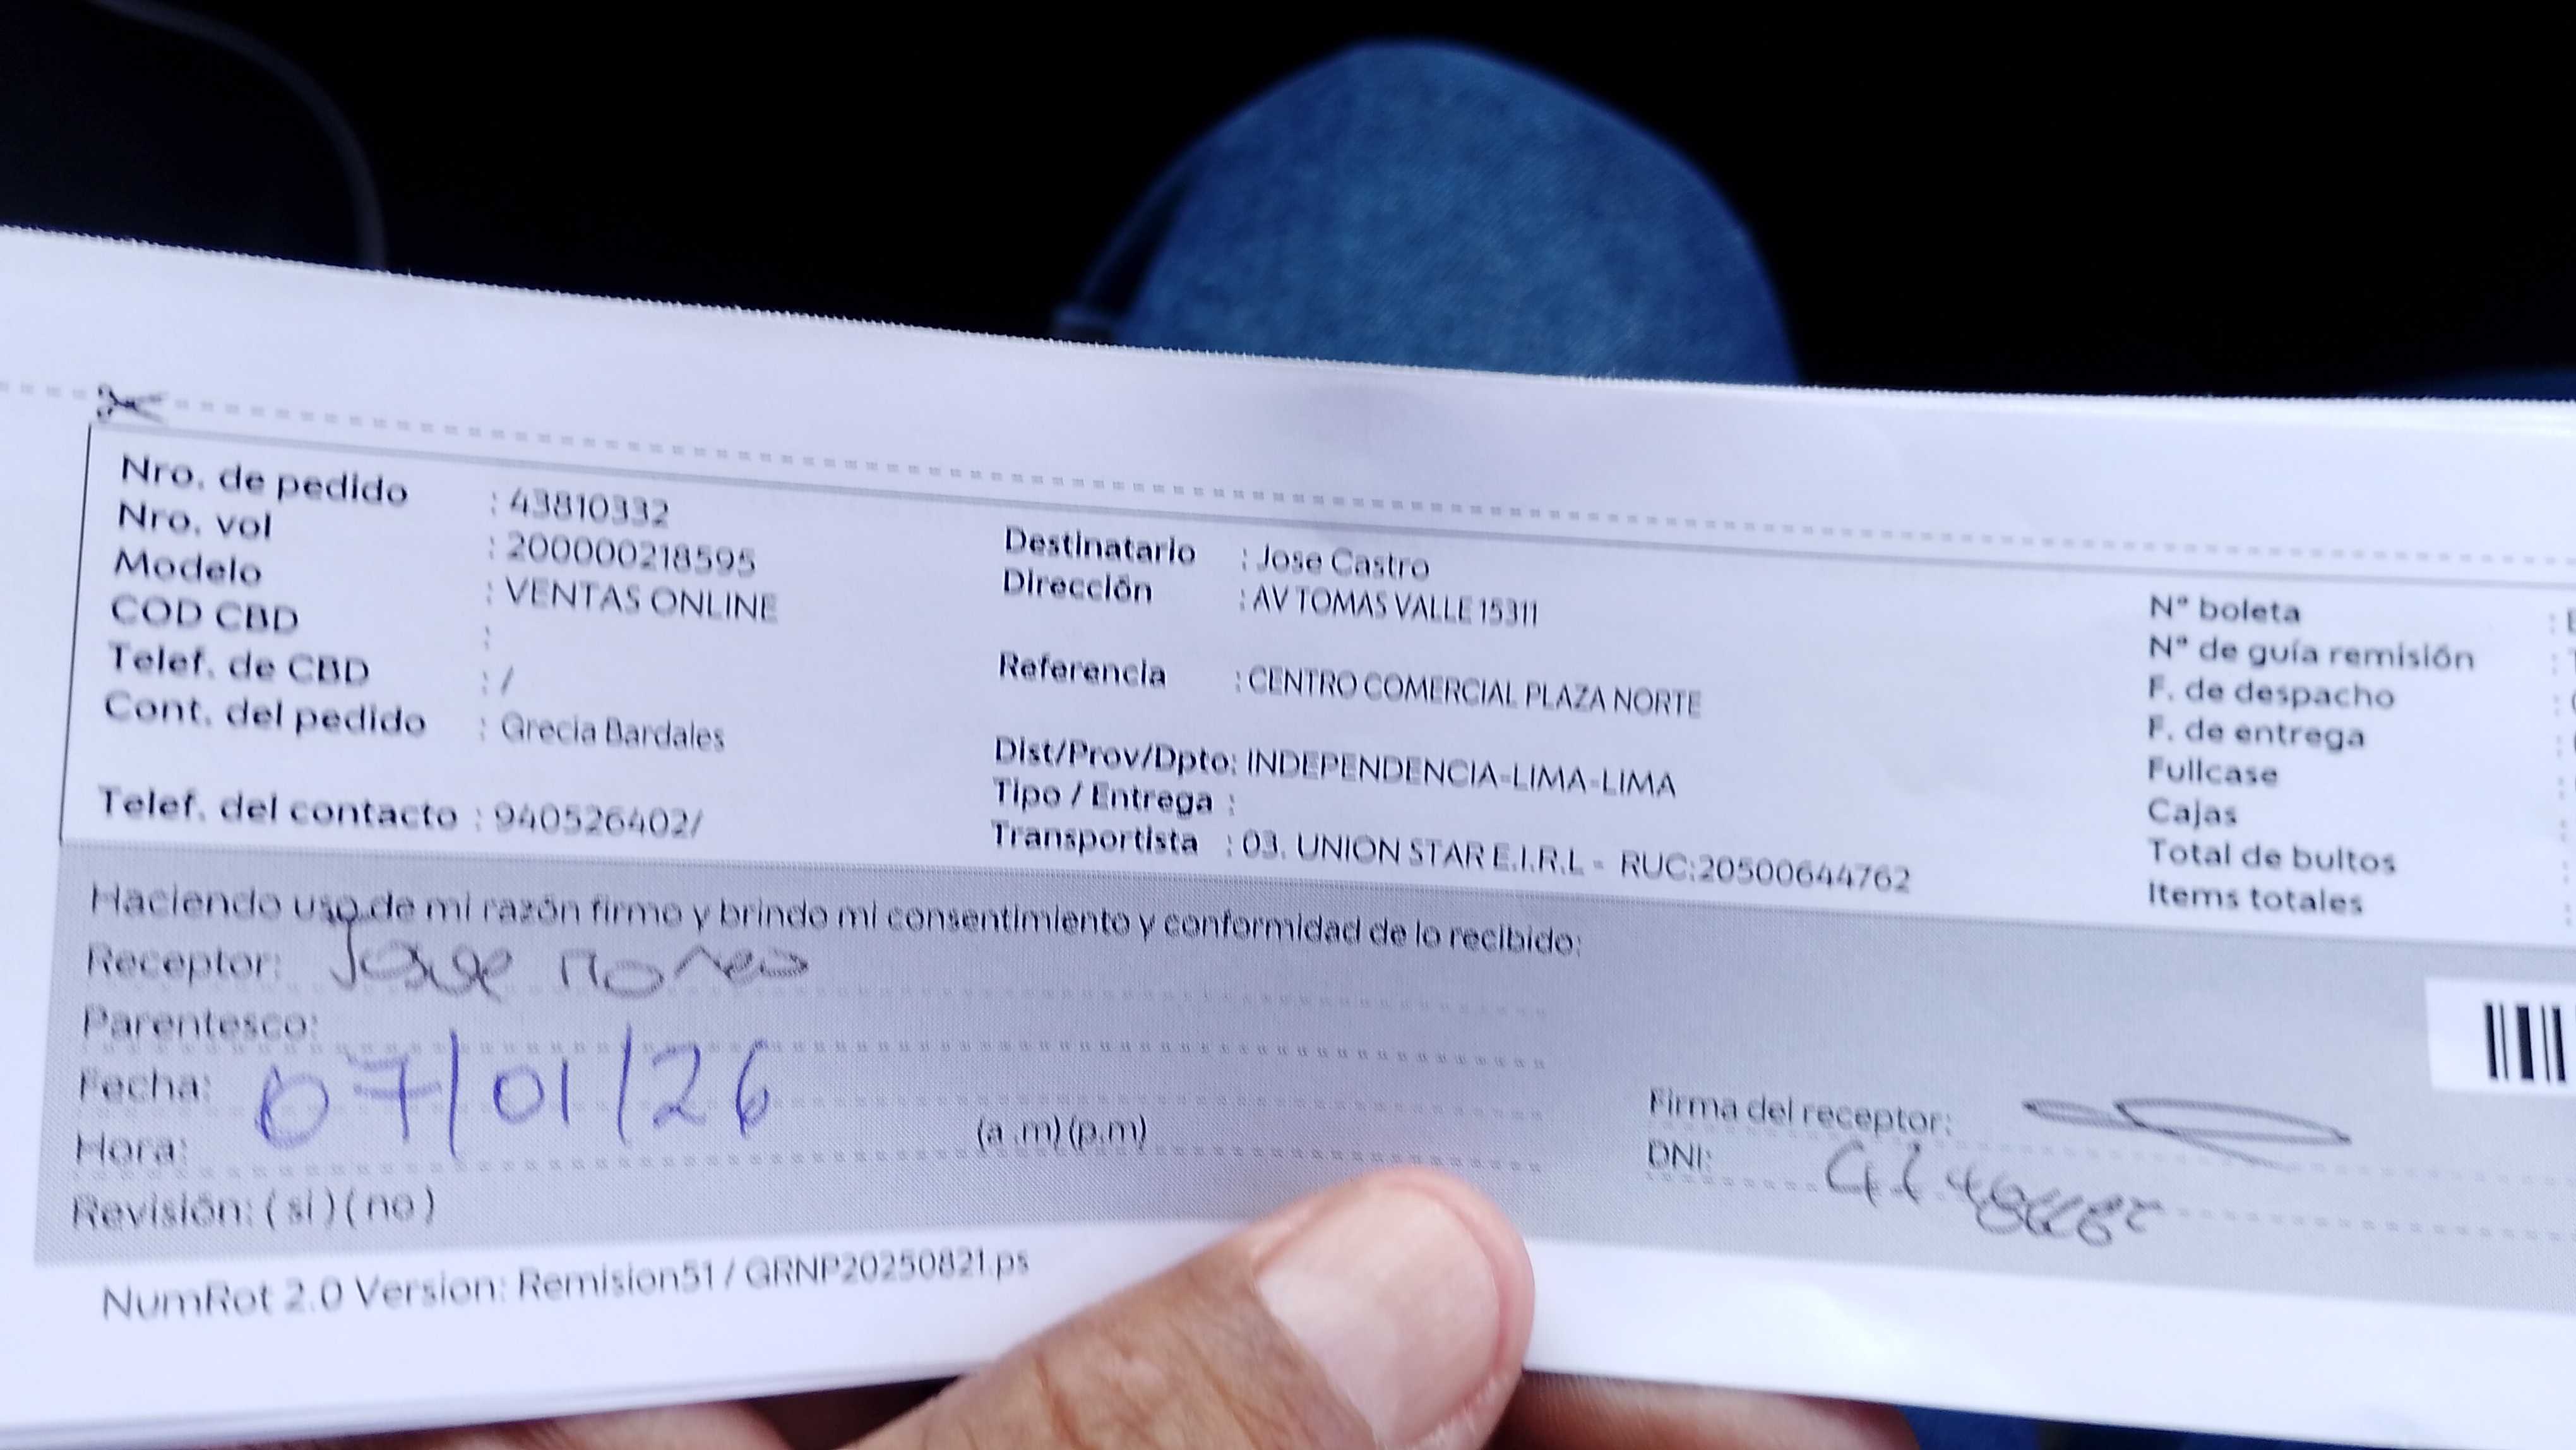 Nro. de pedido : 43810332
Nro. vol : 200000218595
Modelo : VENTAS ONLINE
COD CBD :
Telef. de CBD : /
Cont. del pedido : Grecia Bardales
Telef. del contacto : 940526402/
Destinatario : Jose Castro
Dirección : AV TOMAS VALLE 15311
Referencia : CENTRO COMERCIAL PLAZA NORTE
Dist/Prov/Dpto: INDEPENDENCIA-LIMA-LIMA
Tipo / Entrega :
Transportista : 03. UNION STAR E.I.R.L - RUC:20500644762
N° boleta :
N° de guía remisión :
F. de despacho :
F. de entrega :
Fullcase :
Cajas :
Total de bultos :
Items totales :
Haciendo uso de mi razón firmo y brindo mi consentimiento y conformidad de lo recibido:
Receptor:
Parentesco:
Fecha: 07/01/26
Hora: (a .m) (p.m)
Revisión: ( si ) ( no )
Firma del receptor:
DNI:
NumRot 2.0 Version: Remision51 / GRNP20250821.ps